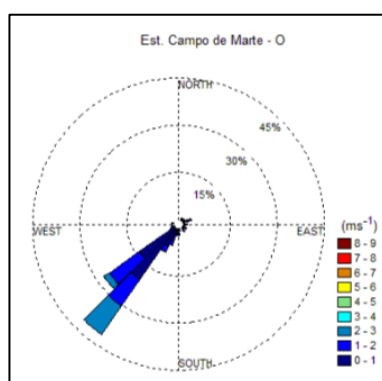 Est. Campo de Marte - O
NORTH
45%
30%
15%
WEST
EAST
(ms⁻¹)
8 - 9
7 - 8
6 - 7
5 - 6
4 - 5
3 - 4
2 - 3
1 - 2
0 - 1
SOUTH